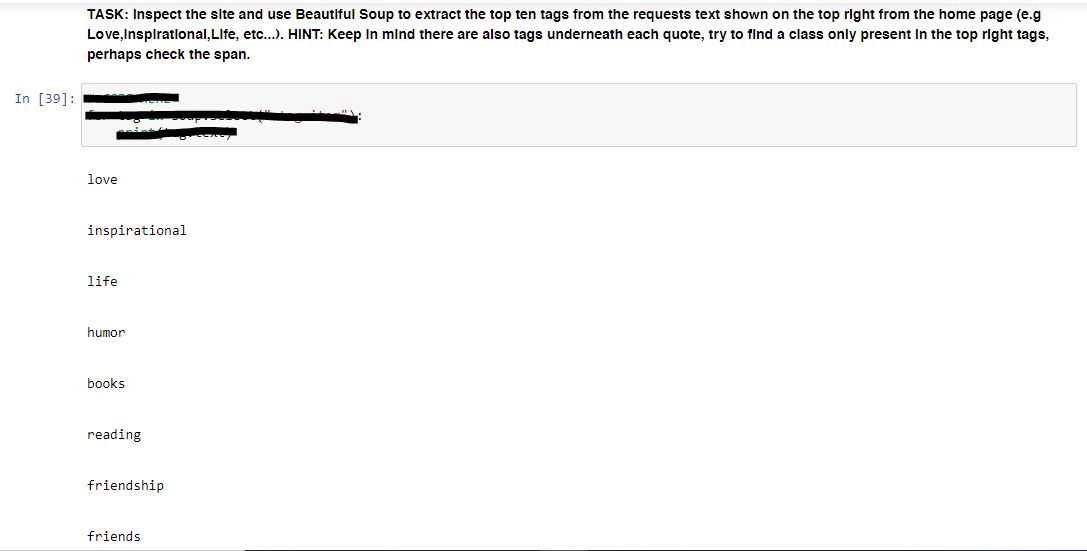 TASK: Inspect the site and use Beautiful Soup to extract the top ten tags from the requests text shown on the top right from the home page (e.g
Love,Inspirational,Life, etc...). HINT: Keep in mind there are also tags underneath each quote, try to find a class only present in the top right tags,
perhaps check the span.
In [39]:
love
inspirational
life
humor
books
reading
friendship
friends